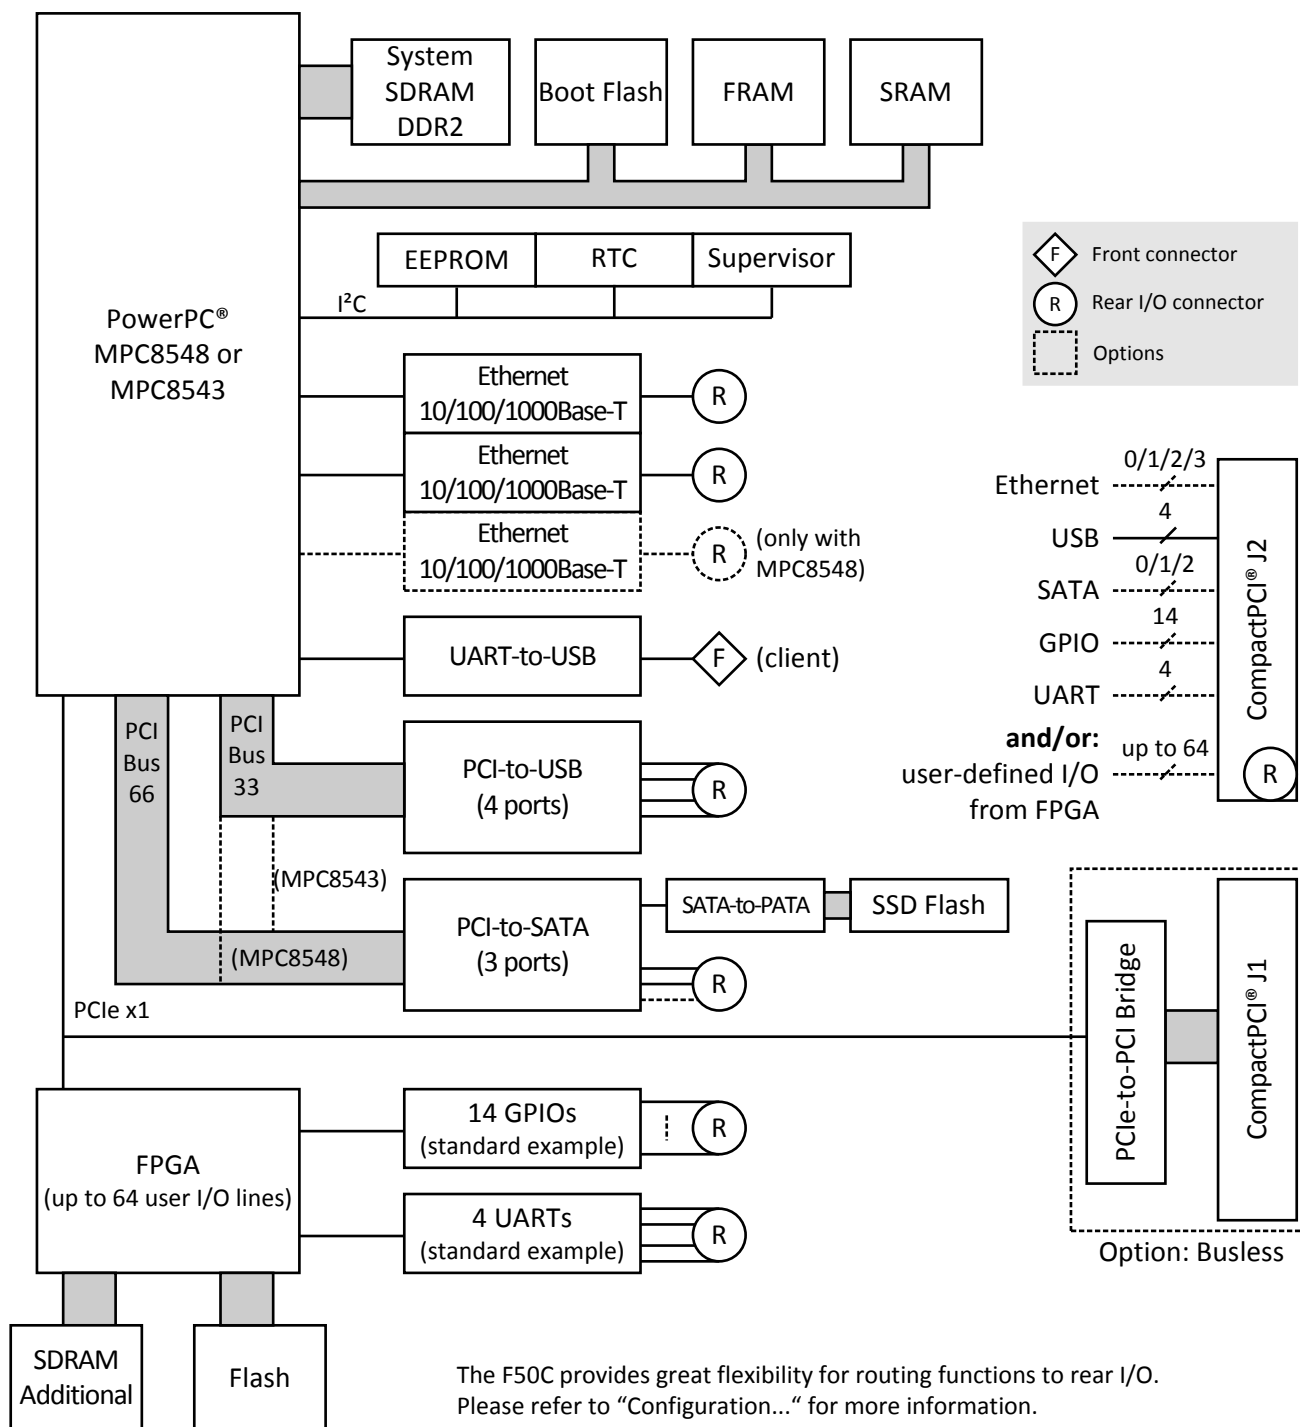 System
SDRAM
DDR2
Boot Flash
FRAM
SRAM
EEPROM
RTC
Supervisor
I²C
PowerPC®
MPC8548 or
MPC8543
F
Front connector
R
Rear I/O connector
Options
Ethernet
10/100/1000Base-T
R
Ethernet
10/100/1000Base-T
R
Ethernet
10/100/1000Base-T
R
(only with
MPC8548)
UART-to-USB
F
(client)
Ethernet
0/1/2/3
USB
4
SATA
0/1/2
GPIO
14
UART
4
and/or:
user-defined I/O
from FPGA
up to 64
CompactPCI® J2
R
PCI
Bus
66
PCI
Bus
33
PCI-to-USB
(4 ports)
R
(MPC8543)
(MPC8548)
PCI-to-SATA
(3 ports)
SATA-to-PATA
SSD Flash
R
PCIe x1
PCIe-to-PCI Bridge
CompactPCI® J1
Option: Busless
FPGA
(up to 64 user I/O lines)
14 GPIOs
(standard example)
R
4 UARTs
(standard example)
R
SDRAM
Additional
Flash
The F50C provides great flexibility for routing functions to rear I/O.
Please refer to “Configuration...“ for more information.